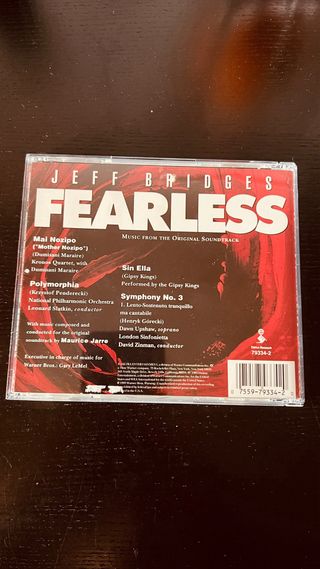 JEFF BRIDGES
FEARLESS
MUSIC FROM THE ORIGINAL SOUNDTRACK
Mai Nozipo
("Mother Nozipo")
(Dumisani Maraire)
Kronos Quartet, with
Dumisani Maraire
Polymorphia
(Krzysztof Penderecki)
National Philharmonic Orchestra
Leonard Slatkin, conductor
With music composed and
conducted for the original
soundtrack by Maurice Jarre
Executive in charge of music for
Warner Bros.: Gary LeMel
Sin Ella
(Gipsy Kings)
Performed by the Gipsy Kings
Symphony No. 3
1. Lento-Sostenuto tranquillo
ma cantabile
(Henryk Górecki)
Dawn Upshaw, soprano
London Sinfonietta
David Zinman, conductor
79334-2
0 7559-79334-2